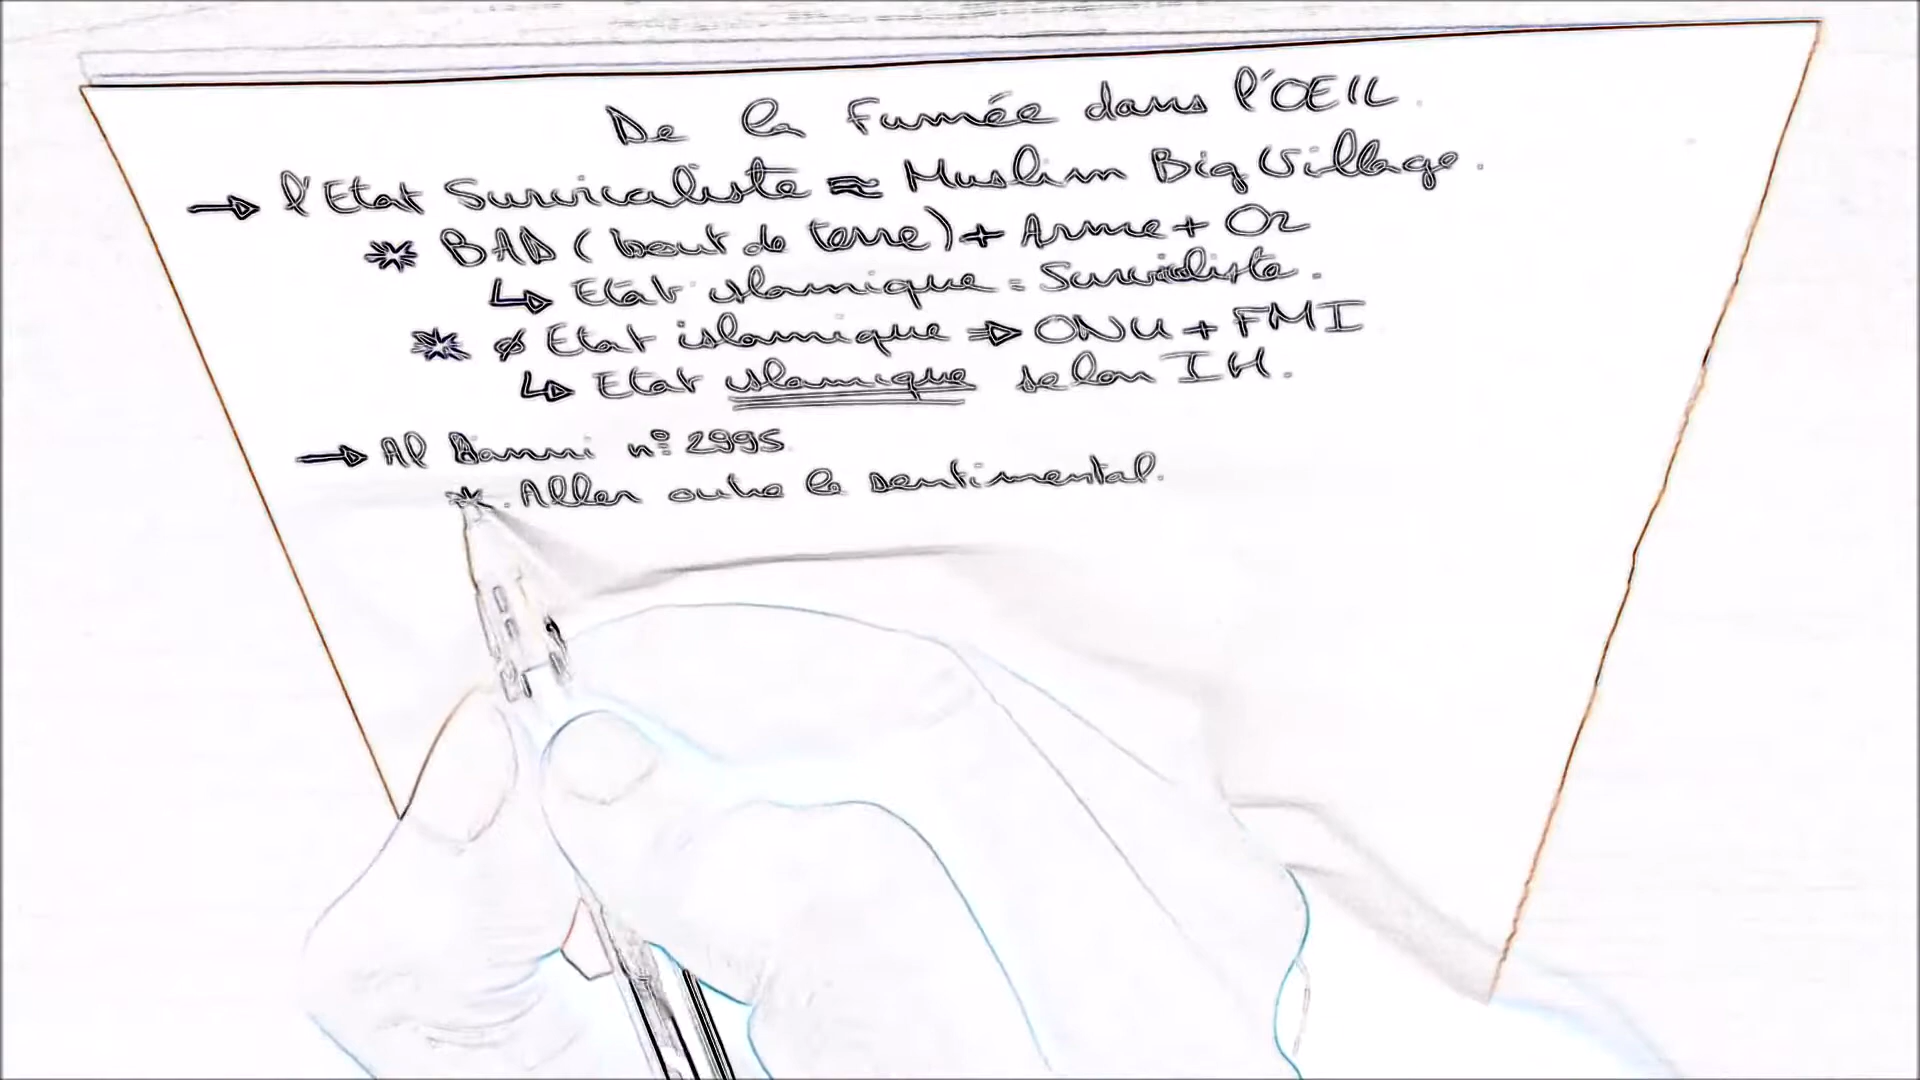 De la Fumée dans l'OEIL.
→ l'Etat Survivaliste ≈ Muslim Big Village.
* BAD (bout de terre) + Arme + Or
↳ Etat islamique = Survivaliste.
* ∅ Etat islamique ⇒ ONU + FMI
↳ Etat islamique selon IH.
→ Al Banni n° 2995
* . Aller outre le sentimental.